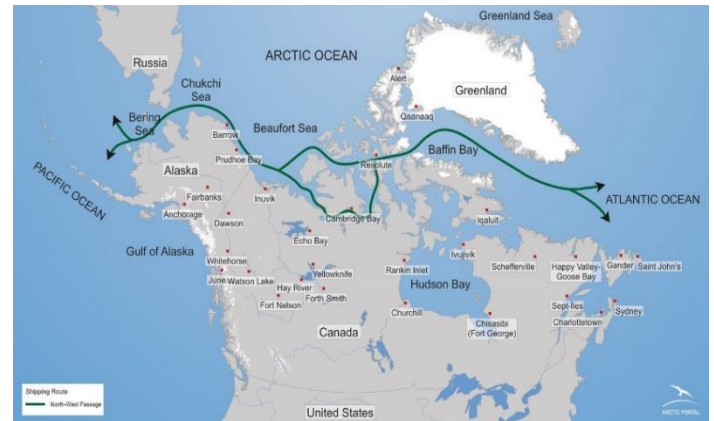 Greenland Sea
ARCTIC OCEAN
Russia
Chukchi
Sea
Alert
Greenland
Qaanaaq
Bering
Sea
Beaufort Sea
Barrow
Baffin Bay
Resolute
Prudhoe Bay
PACIFIC OCEAN
Alaska
ATLANTIC OCEAN
Fairbanks
Inuvik
Anchorage
Dawson
Cambridge Bay
Iqaluit
Echo Bay
Gulf of Alaska
Whitehorse
Ivujivik
Rankin Inlet
Schefferville
Happy Valley-
Goose Bay
Gander
Saint John's
June
Watson Lake
Yellowknife
Hay River
Forth Smith
Hudson Bay
Fort Nelson
Churchill
Sept-Iles
Sydney
Chisasibi
(Fort George)
Charlottetown
Canada
Shipping Route
North-West Passage
United States
ARCTIC PORTAL